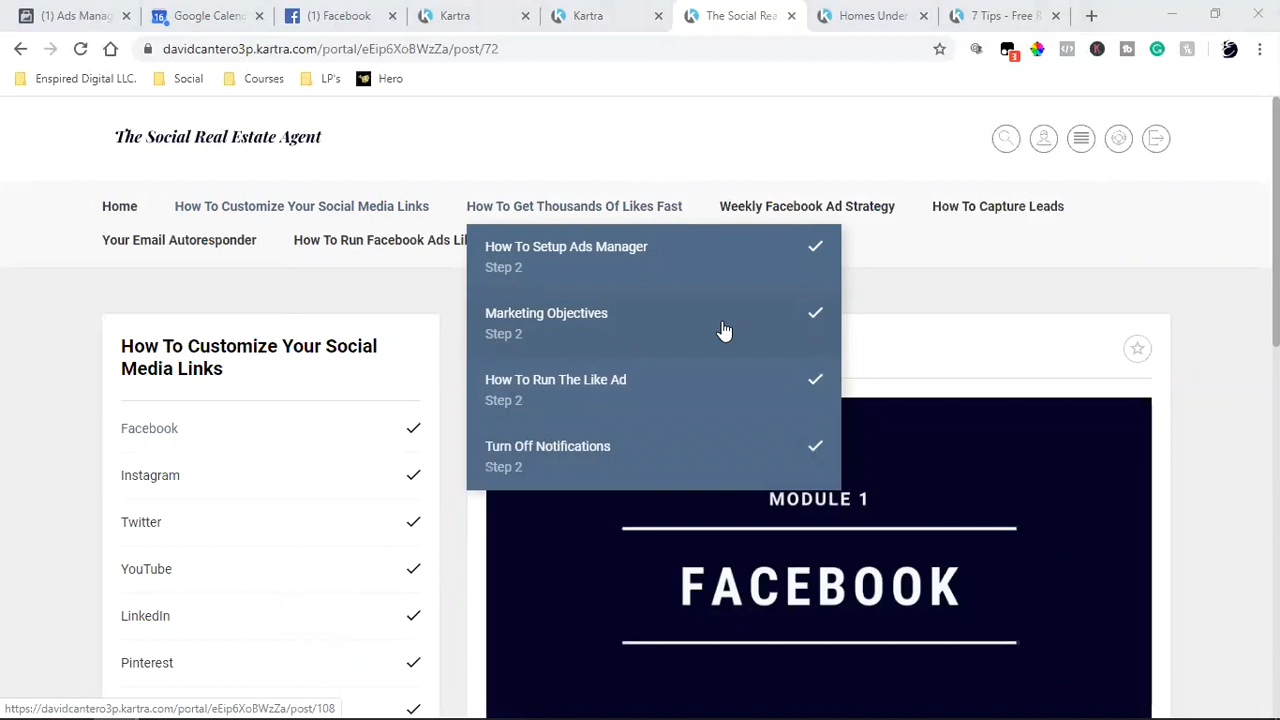 (1) Ads Manag
Google Calend
(1) Facebook
Kartra
Kartra
The Social Rea
Homes Under
7 Tips - Free R
davidcantero3p.kartra.com/portal/eEip6XoBWzZa/post/72
Enspired Digital LLC.
Social
Courses
LP's
Hero
The Social Real Estate Agent
Home
How To Customize Your Social Media Links
How To Get Thousands Of Likes Fast
Weekly Facebook Ad Strategy
How To Capture Leads
Your Email Autoresponder
How To Run Facebook Ads Li
How To Setup Ads Manager
Step 2
Marketing Objectives
Step 2
How To Run The Like Ad
Step 2
Turn Off Notifications
Step 2
How To Customize Your Social
Media Links
Facebook
Instagram
Twitter
YouTube
LinkedIn
Pinterest
MODULE 1
FACEBOOK
https://davidcantero3p.kartra.com/portal/eEip6XoBWzZa/post/108